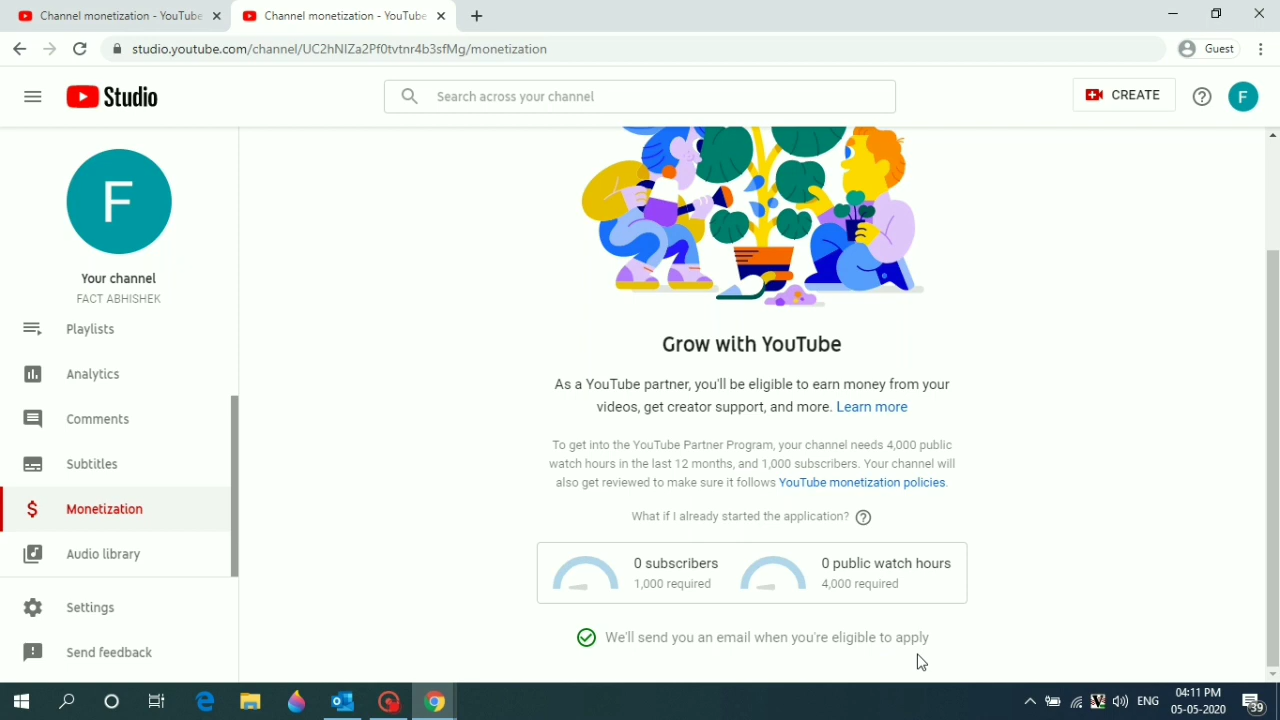 Channel monetization - YouTube
Channel monetization - YouTube
studio.youtube.com/channel/UC2hNIZa2Pf0tvtnr4b3sfMg/monetization
Guest
Studio
Search across your channel
CREATE
F
F
Your channel
FACT ABHISHEK
Playlists
Analytics
Comments
Subtitles
Monetization
Audio library
Settings
Send feedback
Grow with YouTube
As a YouTube partner, you'll be eligible to earn money from your
videos, get creator support, and more. Learn more
To get into the YouTube Partner Program, your channel needs 4,000 public
watch hours in the last 12 months, and 1,000 subscribers. Your channel will
also get reviewed to make sure it follows YouTube monetization policies.
What if I already started the application?
0 subscribers
1,000 required
0 public watch hours
4,000 required
We'll send you an email when you're eligible to apply
ENG
04:11 PM
05-05-2020
39